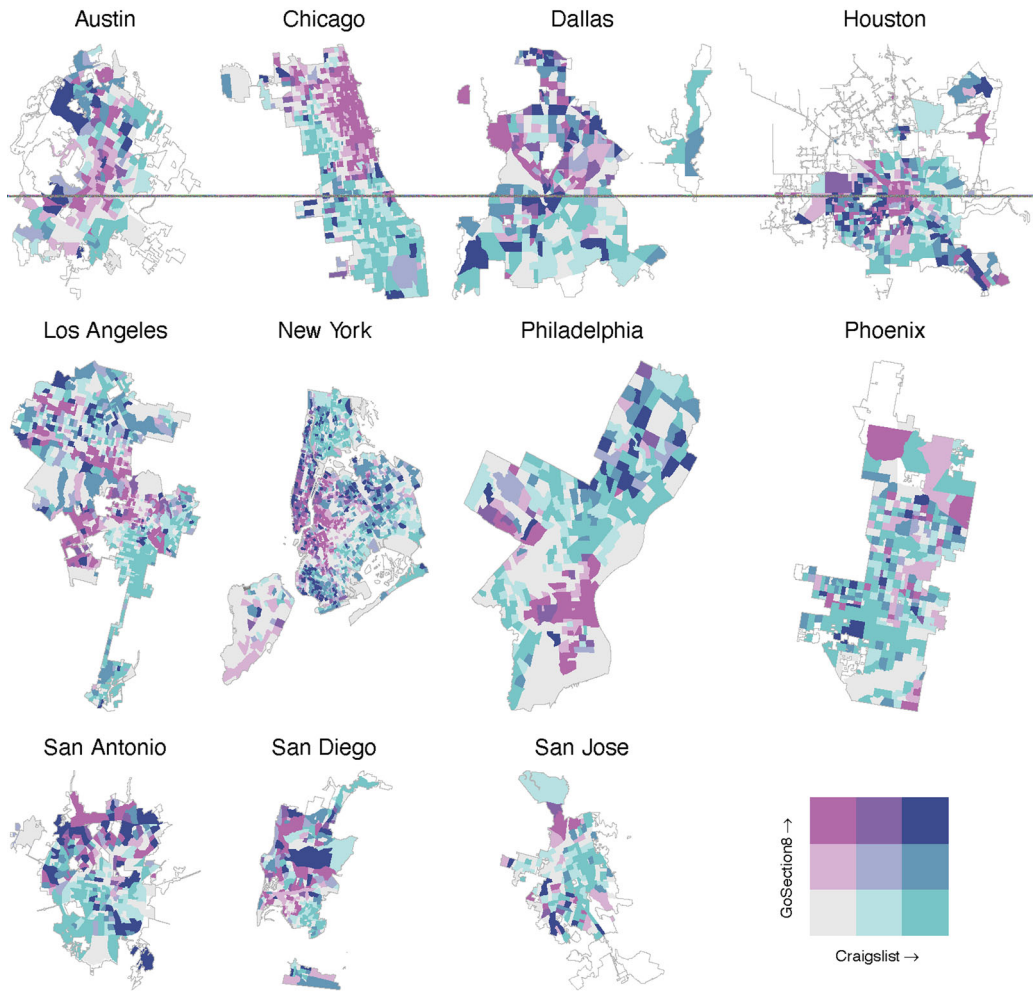 Austin
Chicago
Dallas
Houston
Los Angeles
New York
Philadelphia
Phoenix
San Antonio
San Diego
San Jose
GoSection8 →
Craigslist →